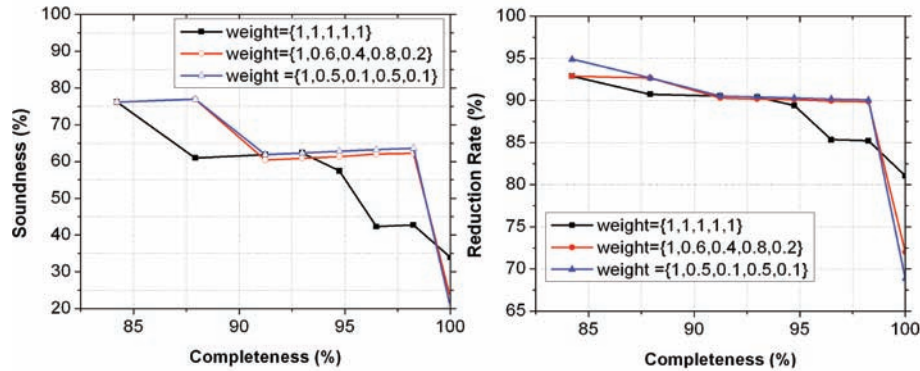 100
90
80
70
60
50
40
30
20
Soundness (%)
weight={1,1,1,1,1}
weight={1,0.6,0.4,0.8,0.2}
weight ={1,0.5,0.1,0.5,0.1}
85
90
95
100
Completeness (%)
100
95
90
85
80
75
70
65
Reduction Rate (%)
weight={1,1,1,1,1}
weight={1,0.6,0.4,0.8,0.2}
weight ={1,0.5,0.1,0.5,0.1}
85
90
95
100
Completeness (%)